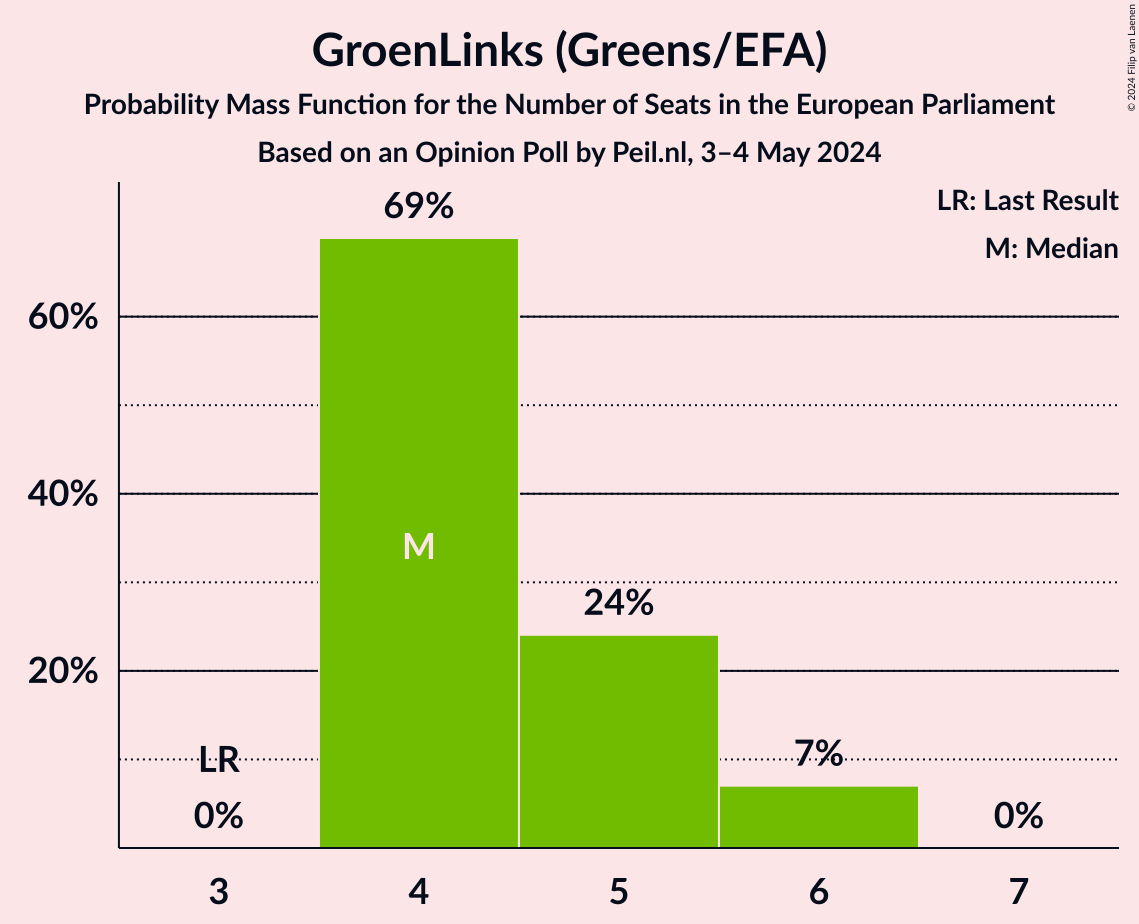 GroenLinks (Greens/EFA)
Probability Mass Function for the Number of Seats in the European Parliament
Based on an Opinion Poll by Peil.nl, 3–4 May 2024
© 2024 Filip van Laenen
LR: Last Result
M: Median
69%
60%
40%
M
24%
20%
LR
7%
0%
0%
3 4 5 6 7